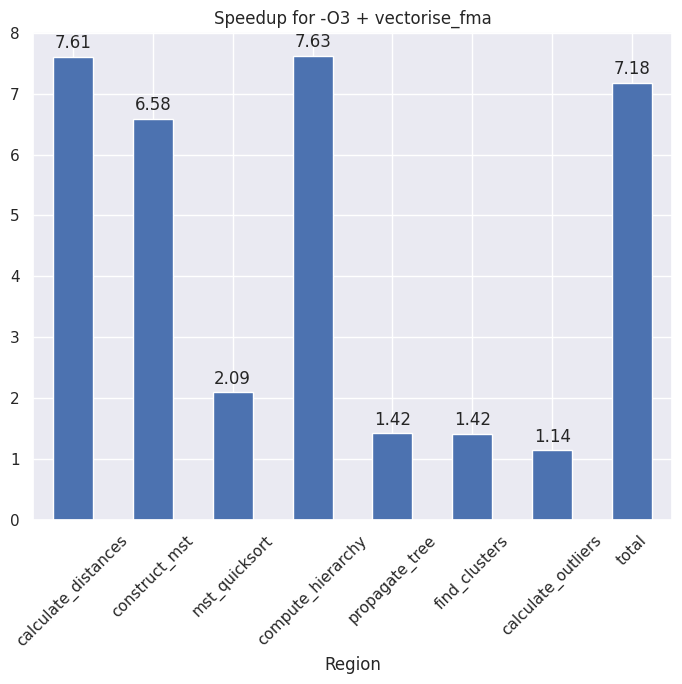 Speedup for -O3 + vectorise_fma
8
7
6
5
4
3
2
1
0
7.61
6.58
2.09
7.63
1.42
1.42
1.14
7.18
calculate_distances
construct_mst
mst_quicksort
compute_hierarchy
propagate_tree
find_clusters
calculate_outliers
total
Region